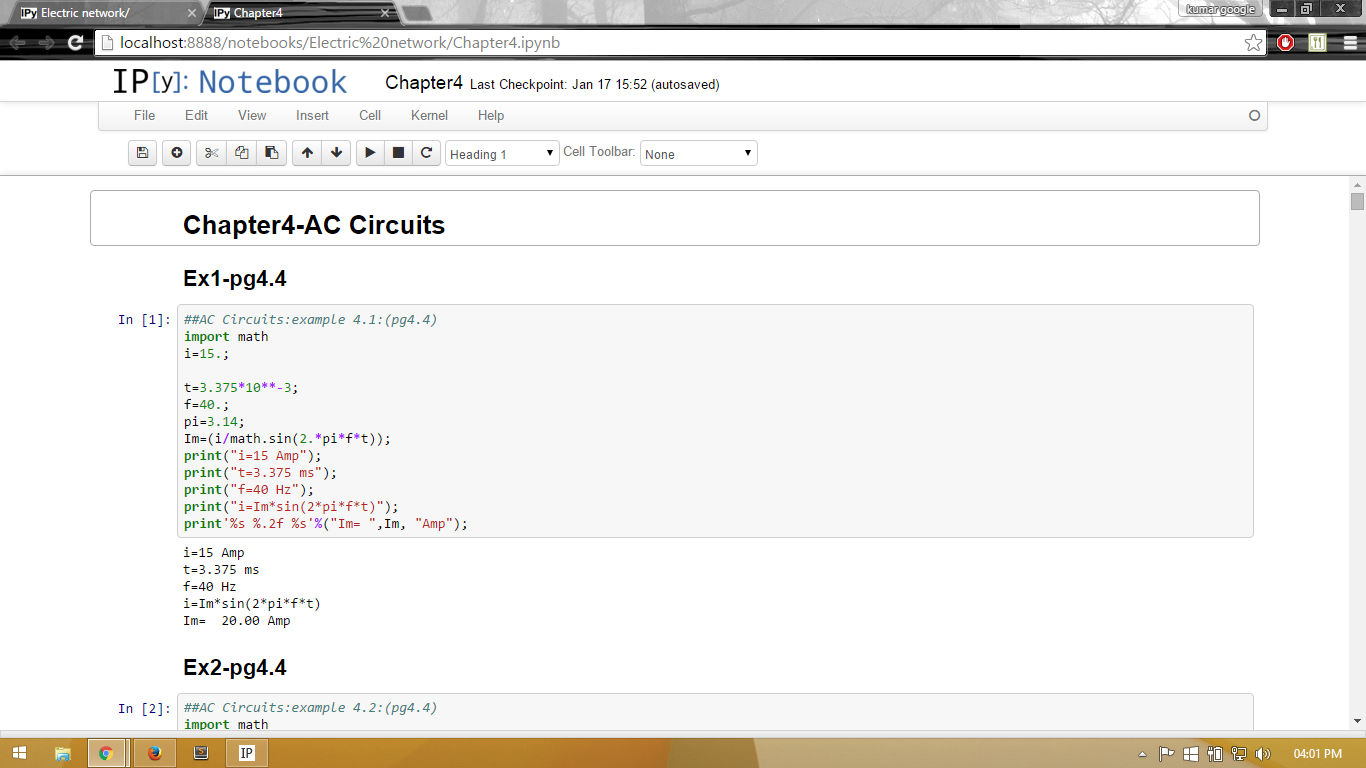 IPy Electric network/
IPy Chapter4
kumar google
localhost:8888/notebooks/Electric%20network/Chapter4.ipynb
IP[y]: Notebook
Chapter4 Last Checkpoint: Jan 17 15:52 (autosaved)
File Edit View Insert Cell Kernel Help
Heading 1 Cell Toolbar: None
Chapter4-AC Circuits
Ex1-pg4.4
In [1]: ##AC Circuits:example 4.1:(pg4.4)
import math
i=15.;
t=3.375*10**-3;
f=40.;
pi=3.14;
Im=(i/math.sin(2.*pi*f*t));
print("i=15 Amp");
print("t=3.375 ms");
print("f=40 Hz");
print("i=Im*sin(2*pi*f*t)");
print'%s %.2f %s'%("Im= ",Im, "Amp");
i=15 Amp
t=3.375 ms
f=40 Hz
i=Im*sin(2*pi*f*t)
Im=  20.00 Amp
Ex2-pg4.4
In [2]: ##AC Circuits:example 4.2:(pg4.4)
import math
IP
04:01 PM